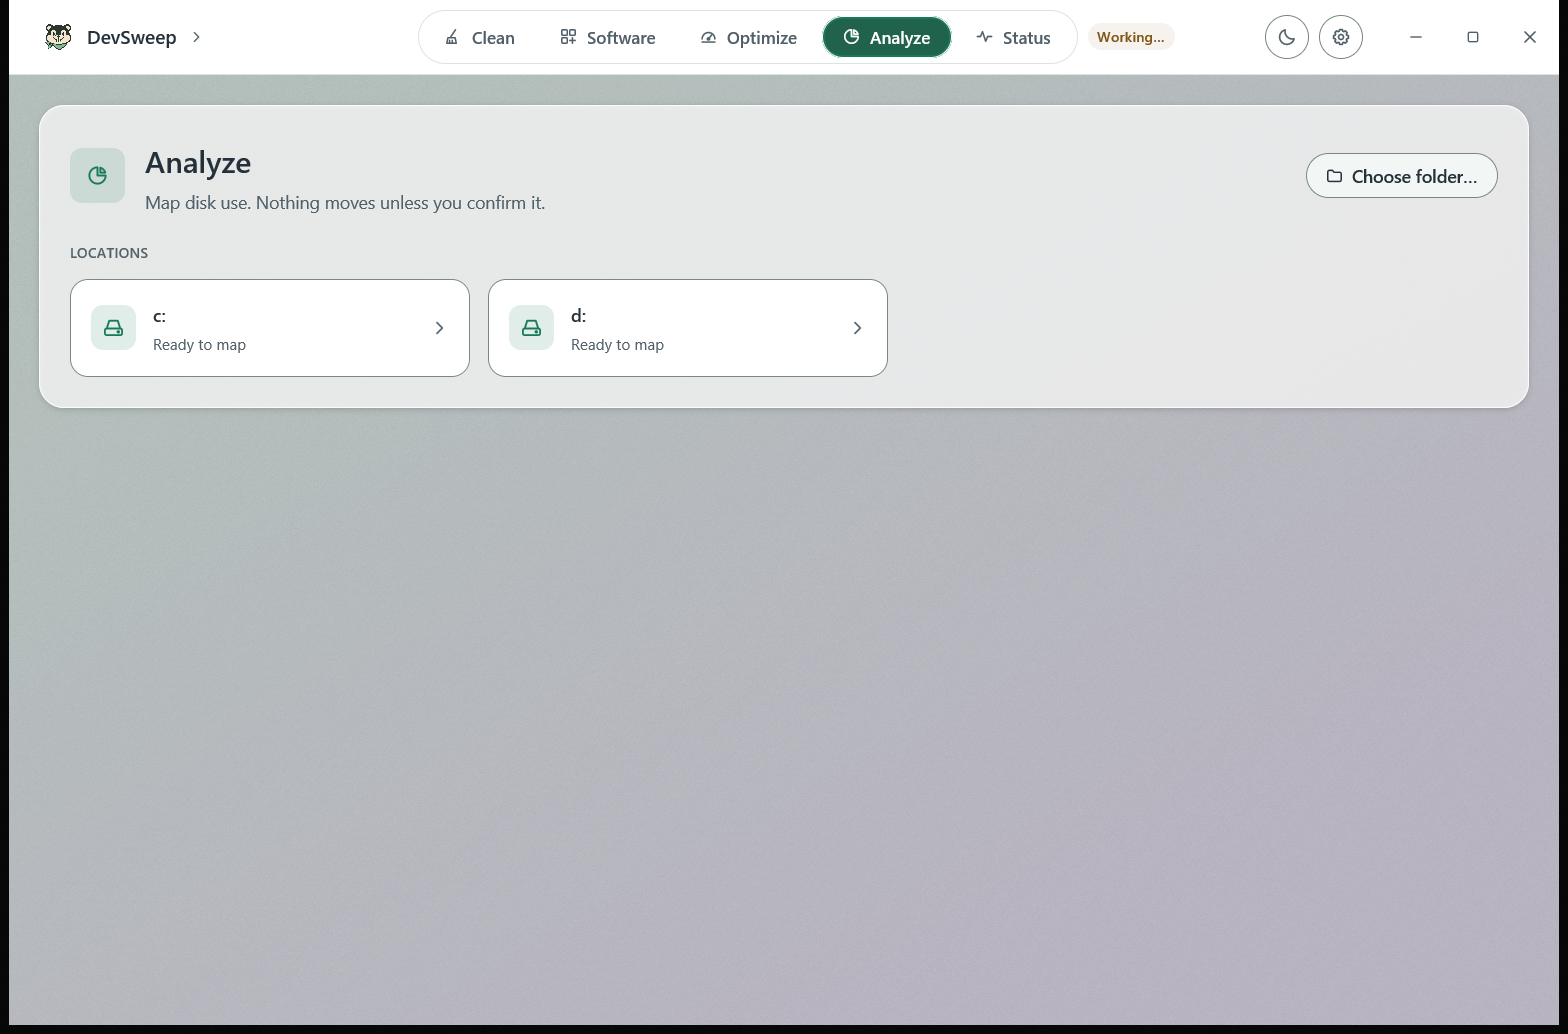 DevSweep
Clean
Software
Optimize
Analyze
Status
Working...
Analyze
Map disk use. Nothing moves unless you confirm it.
Choose folder...
LOCATIONS
c:
Ready to map
d:
Ready to map